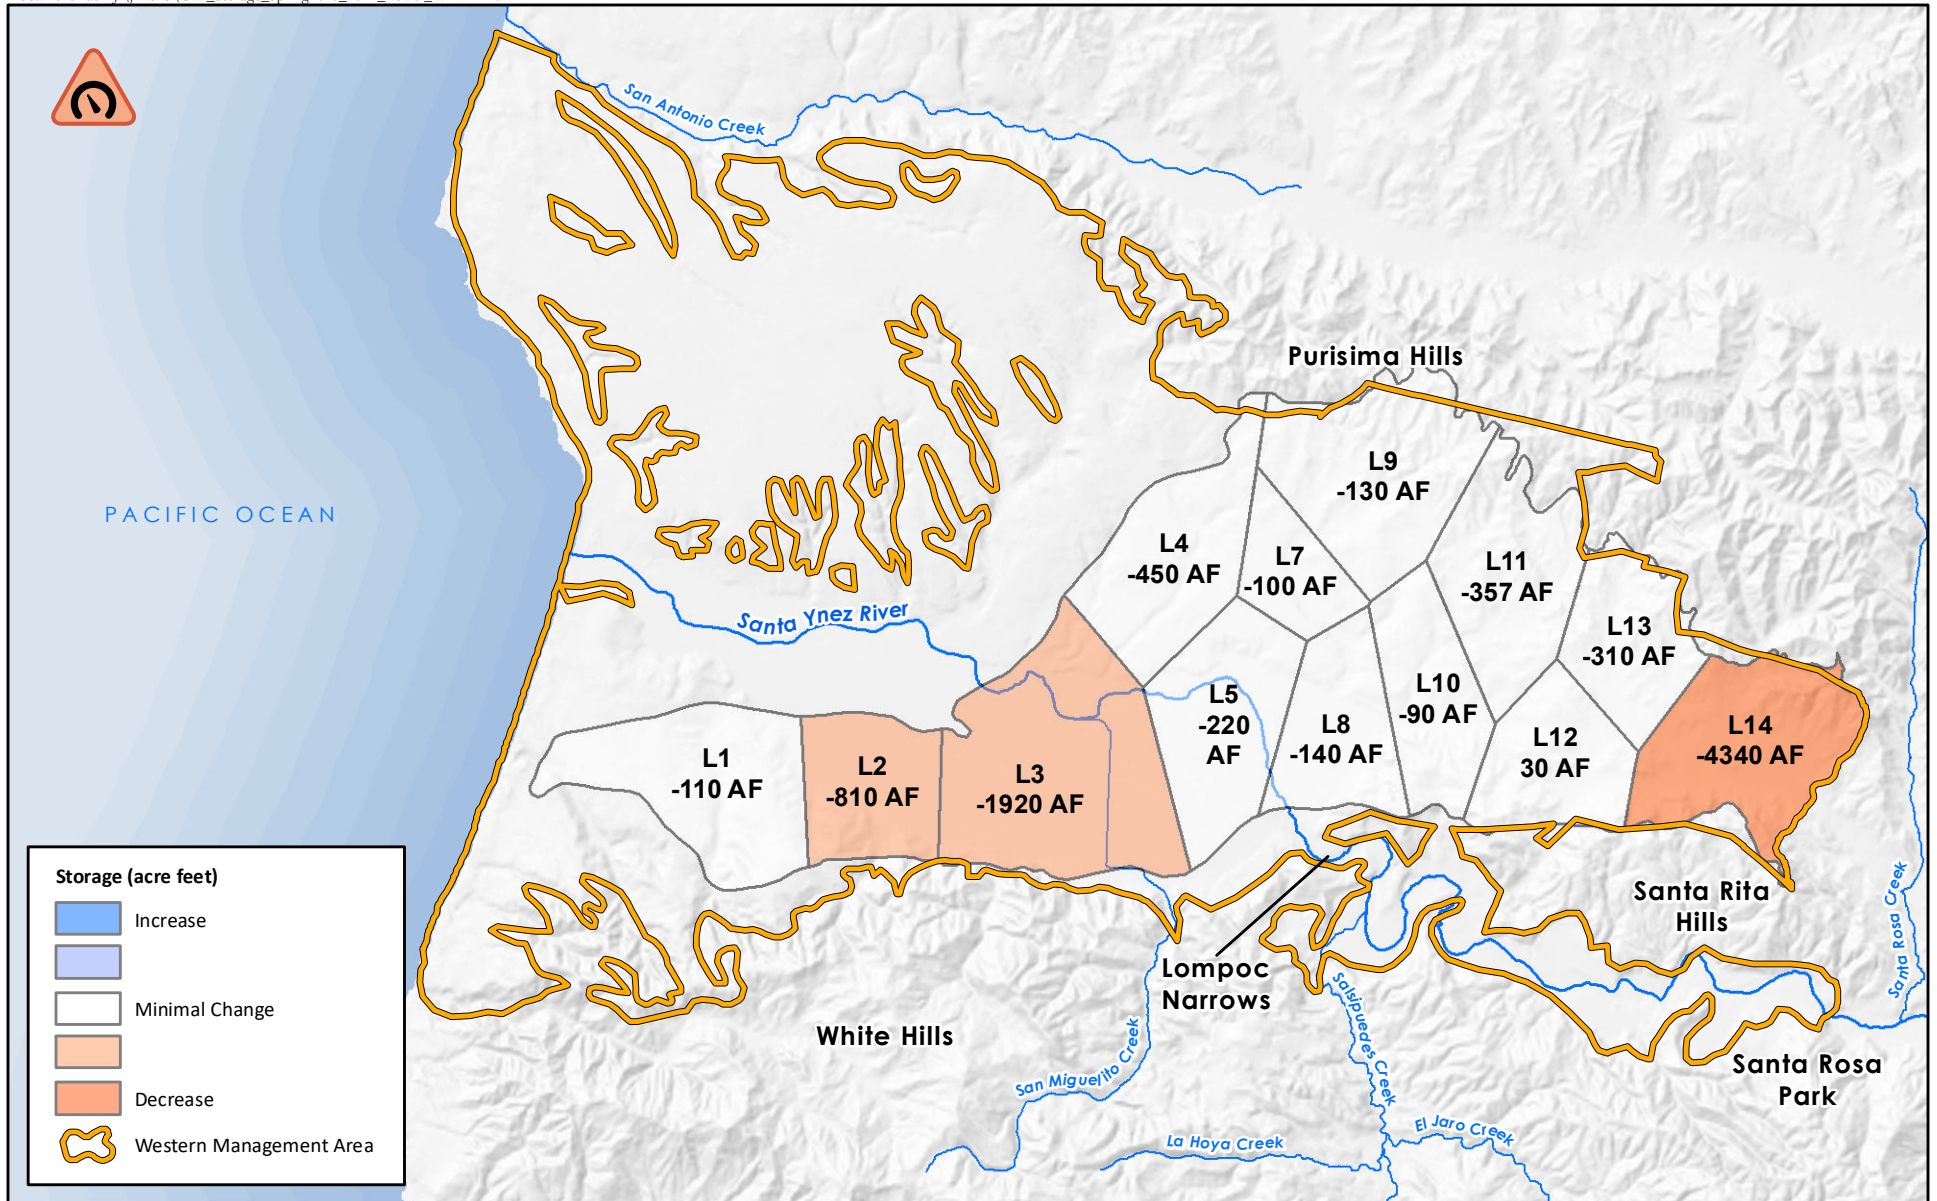 San Antonio Creek
Purisima Hills
L9
-130 AF
PACIFIC OCEAN
L4
-450 AF
L7
-100 AF
L11
-357 AF
Santa Ynez River
L13
-310 AF
L5
-220
AF
L10
-90 AF
L8
-140 AF
L12
30 AF
L14
-4340 AF
L1
-110 AF
L2
-810 AF
L3
-1920 AF
Santa Rita
Hills
Santa Rosa Creek
Lompoc
Narrows
Salsipuedes Creek
White Hills
San Miguelito Creek
Santa Rosa
Park
El Jaro Creek
La Hoya Creek
Storage (acre feet)
Increase
Minimal Change
Decrease
Western Management Area